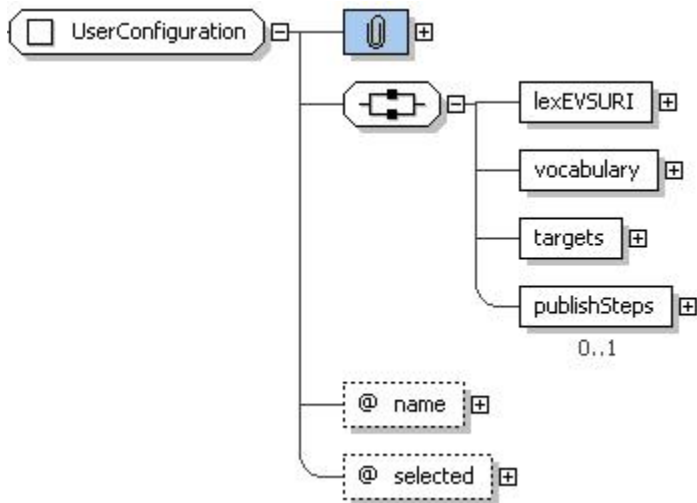 UserConfiguration
lexEVSURI
vocabulary
targets
publishSteps
0..1
@ name
@ selected